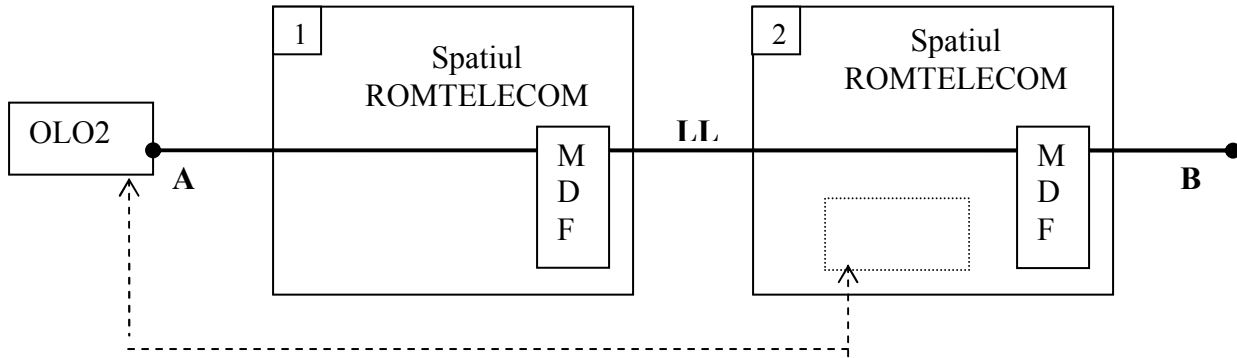 1
Spatiul
ROMTELECOM
2
Spatiul
ROMTELECOM
OLO2
A
M
D
F
LL
M
D
F
B